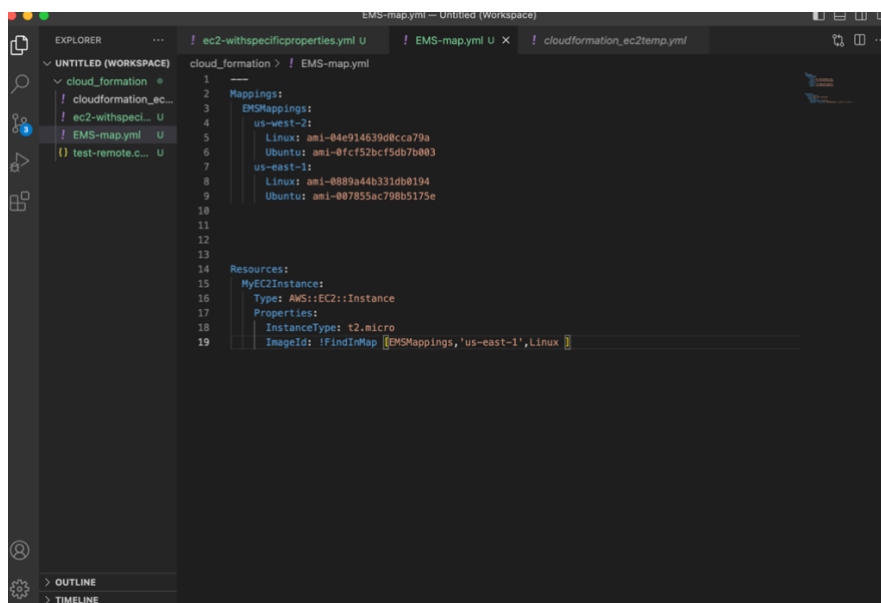 EMS-map.yml — Untitled (Workspace)
EXPLORER ...
! ec2-withspecificproperties.yml U ! EMS-map.yml U × ! cloudformation_ec2temp.yml
UNTITLED (WORKSPACE)
cloud_formation > ! EMS-map.yml
cloud_formation
! cloudformation_ec...
! ec2-withspeci... U
! EMS-map.yml U
{} test-remote.c... U
3
1 ---
2 Mappings:
3 EMSMappings:
4 us-west-2:
5 Linux: ami-04e914639d0cca79a
6 Ubuntu: ami-0fcf52bcf5db7b003
7 us-east-1:
8 Linux: ami-0889a44b331db0194
9 Ubuntu: ami-007855ac798b5175e
10
11
12
13
14 Resources:
15 MyEC2Instance:
16 Type: AWS::EC2::Instance
17 Properties:
18 InstanceType: t2.micro
19 ImageId: !FindInMap [EMSMappings,'us-east-1',Linux ]
> OUTLINE
> TIMELINE